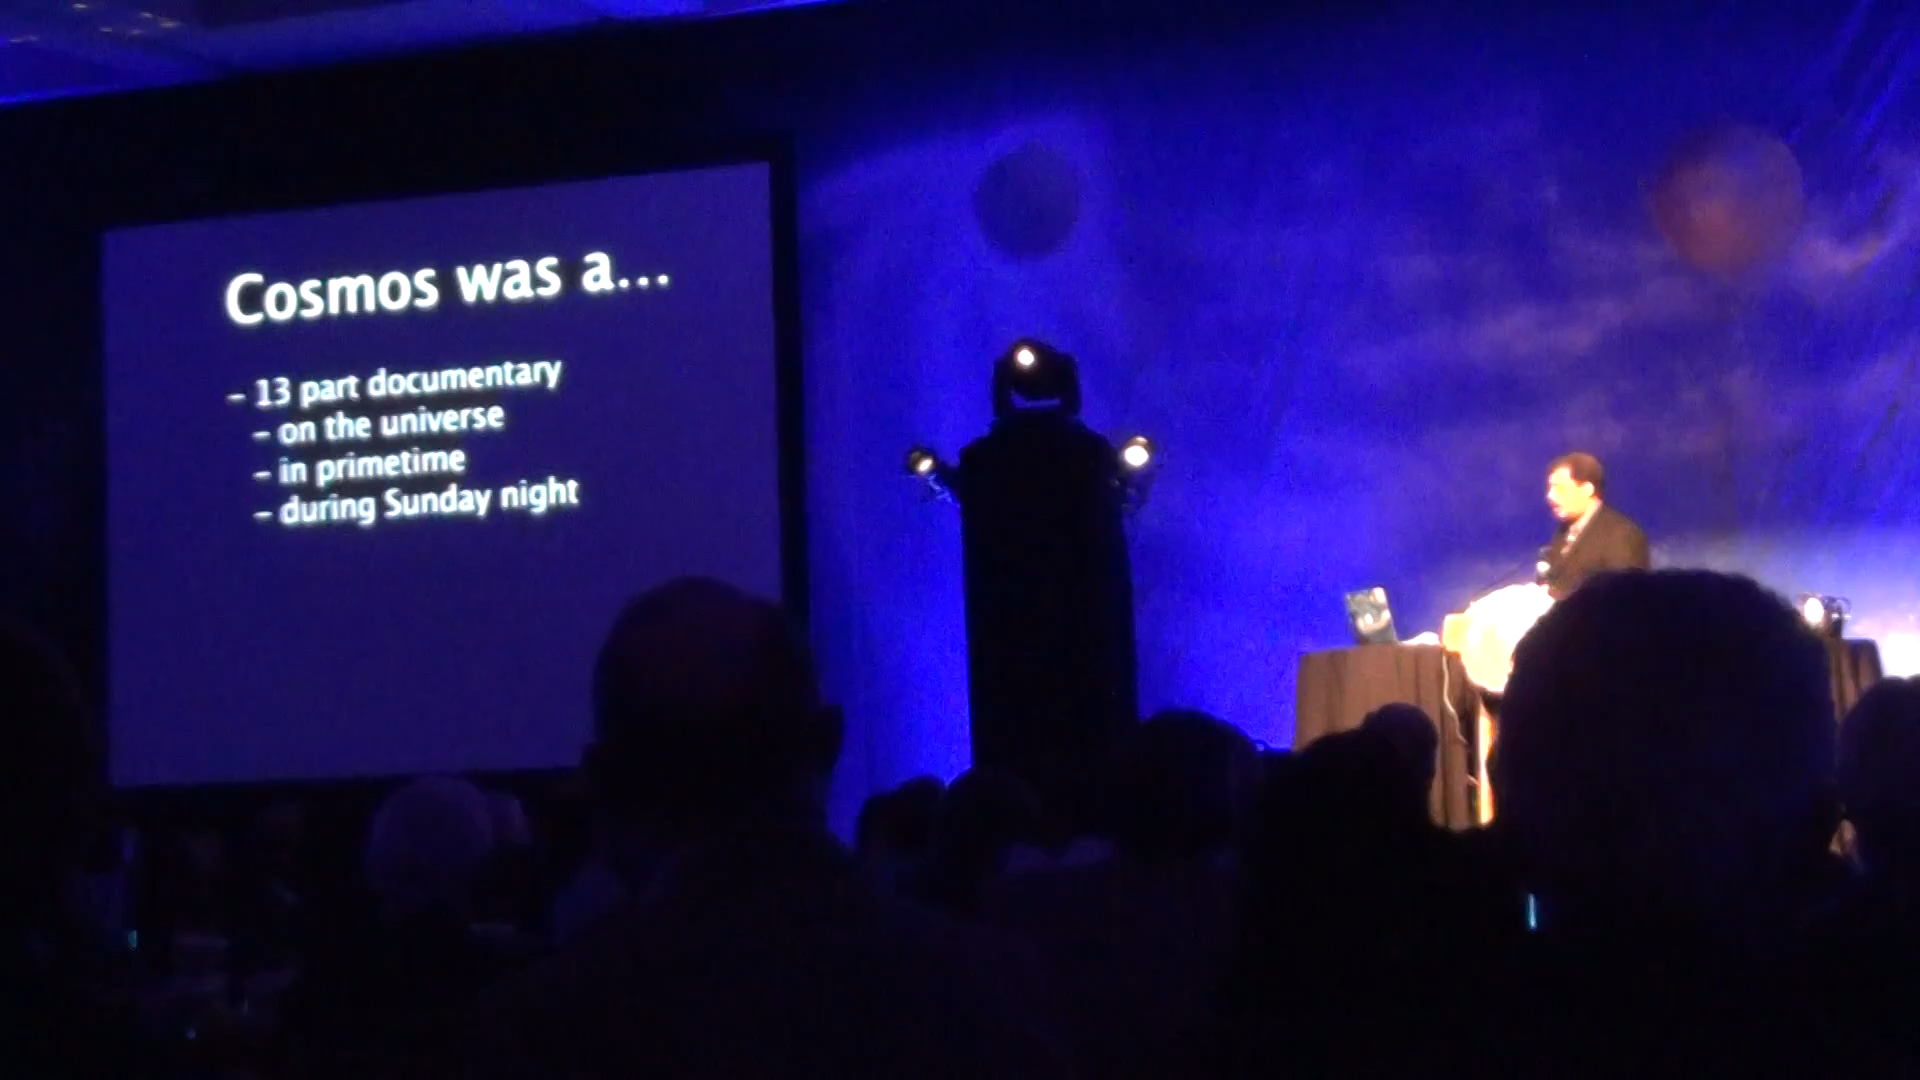 Cosmos was a...
– 13 part documentary
– on the universe
– in primetime
– during Sunday night